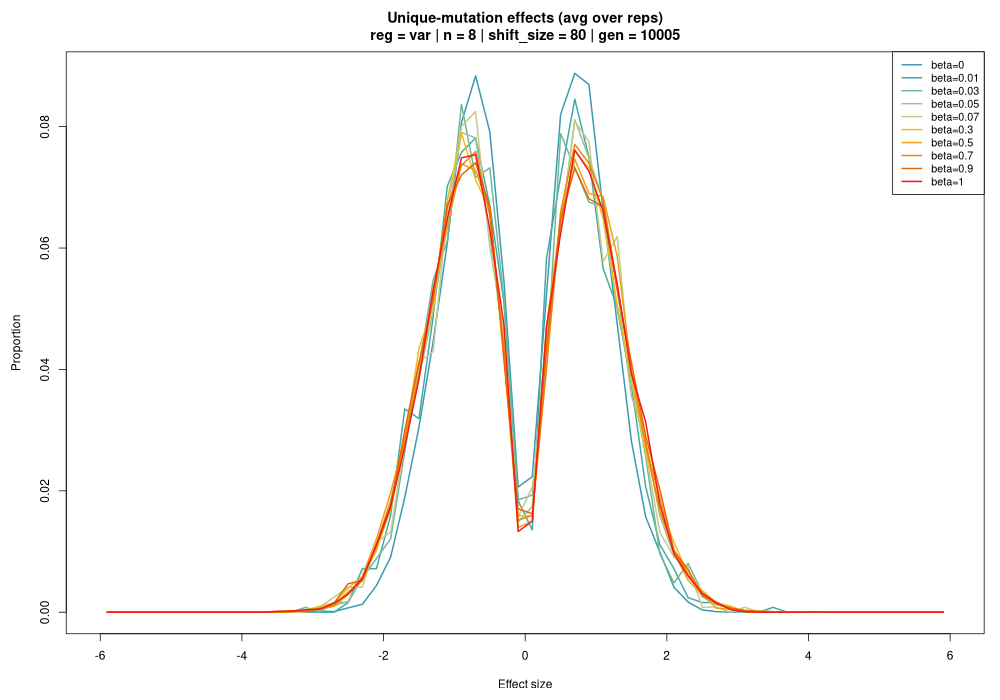 Unique-mutation effects (avg over reps)
reg = var | n = 8 | shift_size = 80 | gen = 10005
beta=0
beta=0.01
beta=0.03
beta=0.05
beta=0.07
beta=0.3
beta=0.5
beta=0.7
beta=0.9
beta=1
Proportion
0.08
0.06
0.04
0.02
0.00
-6
-4
-2
0
2
4
6
Effect size